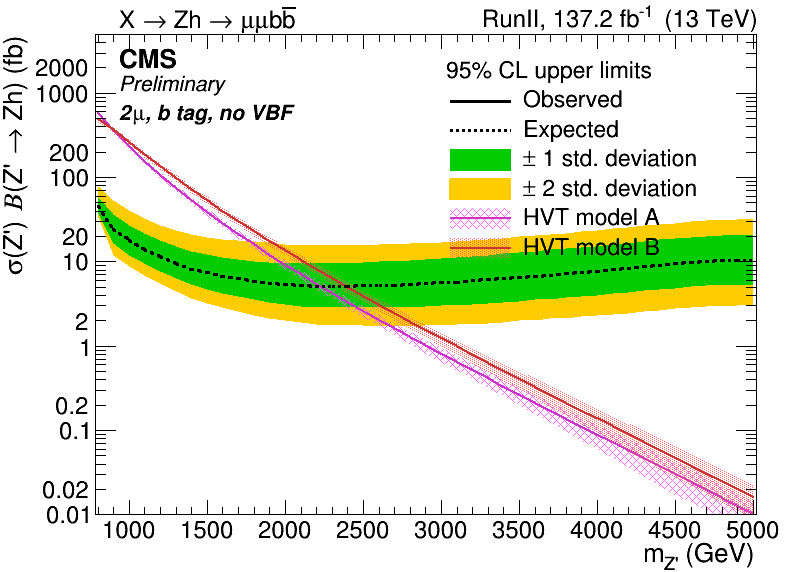 X → Zh → μμbb̅
RunII, 137.2 fb⁻¹ (13 TeV)
CMS
Preliminary
2μ, b tag, no VBF
95% CL upper limits
Observed
Expected
± 1 std. deviation
± 2 std. deviation
HVT model A
HVT model B
σ(Z') B(Z' → Zh) (fb)
2000
1000
200
100
20
10
2
1
0.2
0.1
0.02
0.01
1000 1500 2000 2500 3000 3500 4000 4500 5000
m_Z' (GeV)